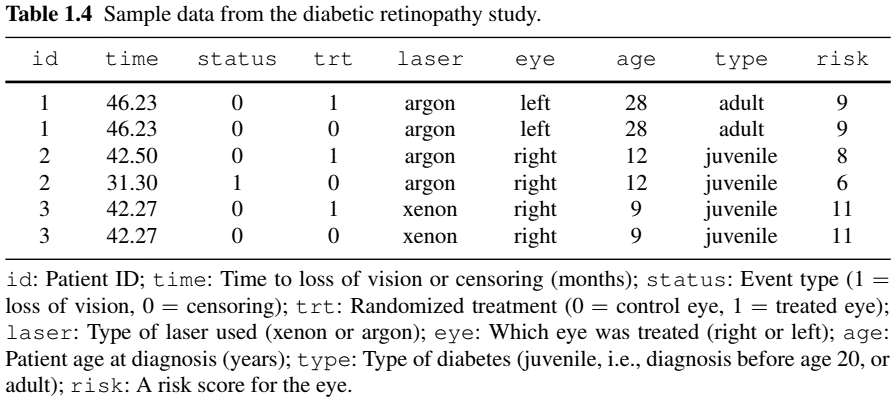 Table 1.4 Sample data from the diabetic retinopathy study.
id time status trt laser eye age type risk
1 46.23 0 1 argon left 28 adult 9
1 46.23 0 0 argon left 28 adult 9
2 42.50 0 1 argon right 12 juvenile 8
2 31.30 1 0 argon right 12 juvenile 6
3 42.27 0 1 xenon right 9 juvenile 11
3 42.27 0 0 xenon right 9 juvenile 11
id: Patient ID; time: Time to loss of vision or censoring (months); status: Event type (1 =
loss of vision, 0 = censoring); trt: Randomized treatment (0 = control eye, 1 = treated eye);
laser: Type of laser used (xenon or argon); eye: Which eye was treated (right or left); age:
Patient age at diagnosis (years); type: Type of diabetes (juvenile, i.e., diagnosis before age 20, or
adult); risk: A risk score for the eye.